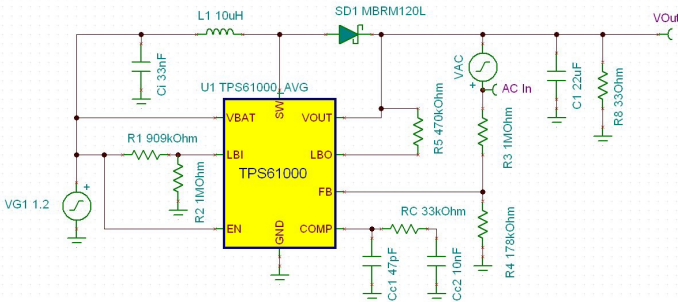 SD1 MBRM120L
L1 10uH
VOut
Ci 33nF
VAC
AC In
C1 22uF
R8 33Ohm
U1 TPS61000_AVG
SW
VBAT
VOUT
R5 470kOhm
R1 909kOhm
LBI
LBO
R3 1MOhm
TPS61000
R2 1MOhm
FB
VG1 1.2
EN
GND
COMP
RC 33kOhm
R4 178kOhm
Cc1 47pF
Cc2 10nF
+
+